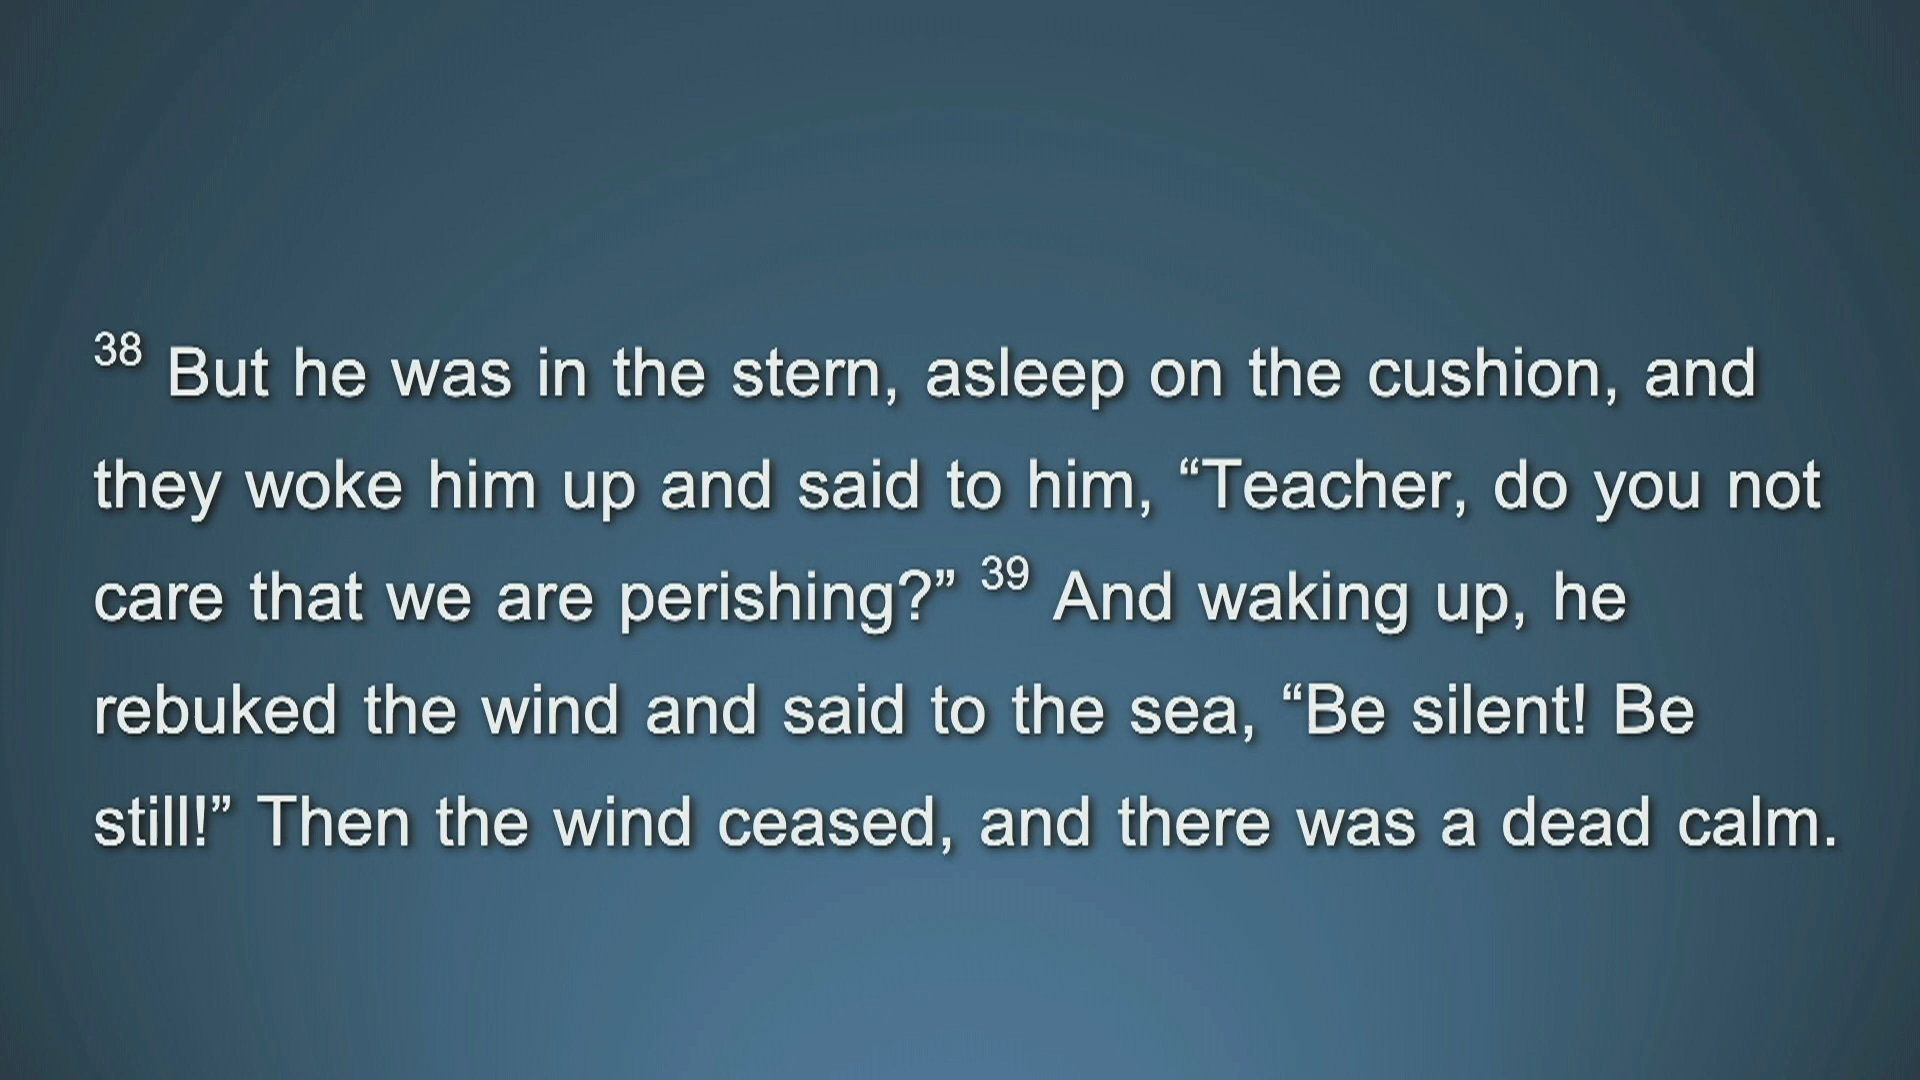 38 But he was in the stern, asleep on the cushion, and
they woke him up and said to him, “Teacher, do you not
care that we are perishing?” 39 And waking up, he
rebuked the wind and said to the sea, “Be silent! Be
still!” Then the wind ceased, and there was a dead calm.